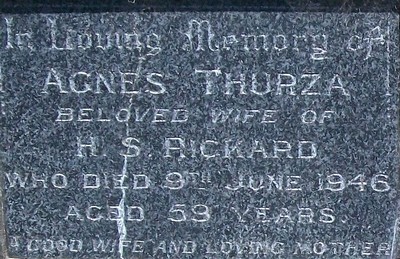 In Loving Memory of
AGNES THURZA
BELOVED WIFE OF
H. S. RICKARD
WHO DIED 9TH JUNE 1946
AGED 59 YEARS.
A GOOD WIFE AND LOVING MOTHER